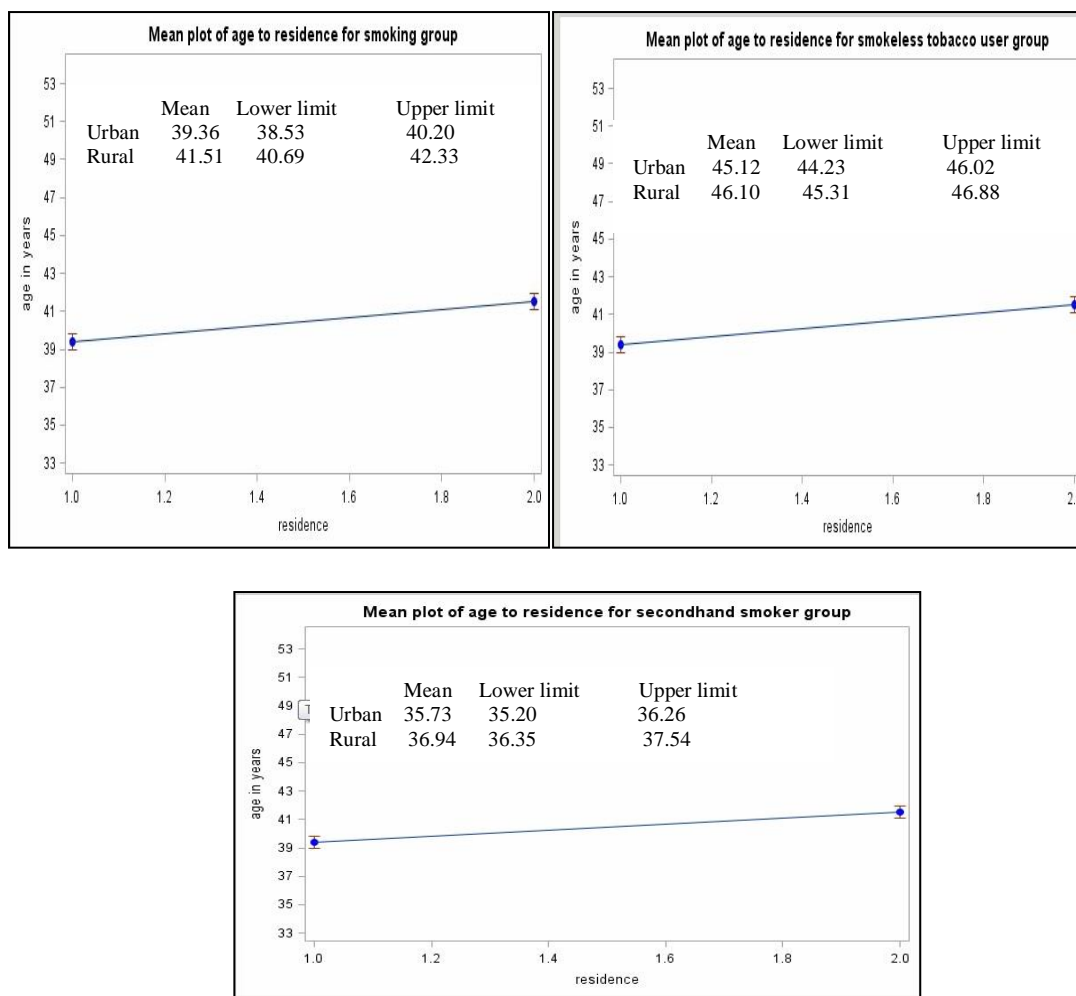 Mean plot of age to residence for smoking group
Mean Lower limit Upper limit
Urban 39.36 38.53 40.20
Rural 41.51 40.69 42.33
age in years
53
51
49
47
45
43
41
39
37
35
33
1.0 1.2 1.4 1.6 1.8 2.0
residence
Mean plot of age to residence for smokeless tobacco user group
Mean Lower limit Upper limit
Urban 45.12 44.23 46.02
Rural 46.10 45.31 46.88
age in years
53
51
49
47
45
43
41
39
37
35
33
1.0 1.2 1.4 1.6 1.8 2.
residence
Mean plot of age to residence for secondhand smoker group
Mean Lower limit Upper limit
Urban 35.73 35.20 36.26
Rural 36.94 36.35 37.54
age in years
53
51
49
47
45
43
41
39
37
35
33
1.0 1.2 1.4 1.6 1.8 2.0
residence